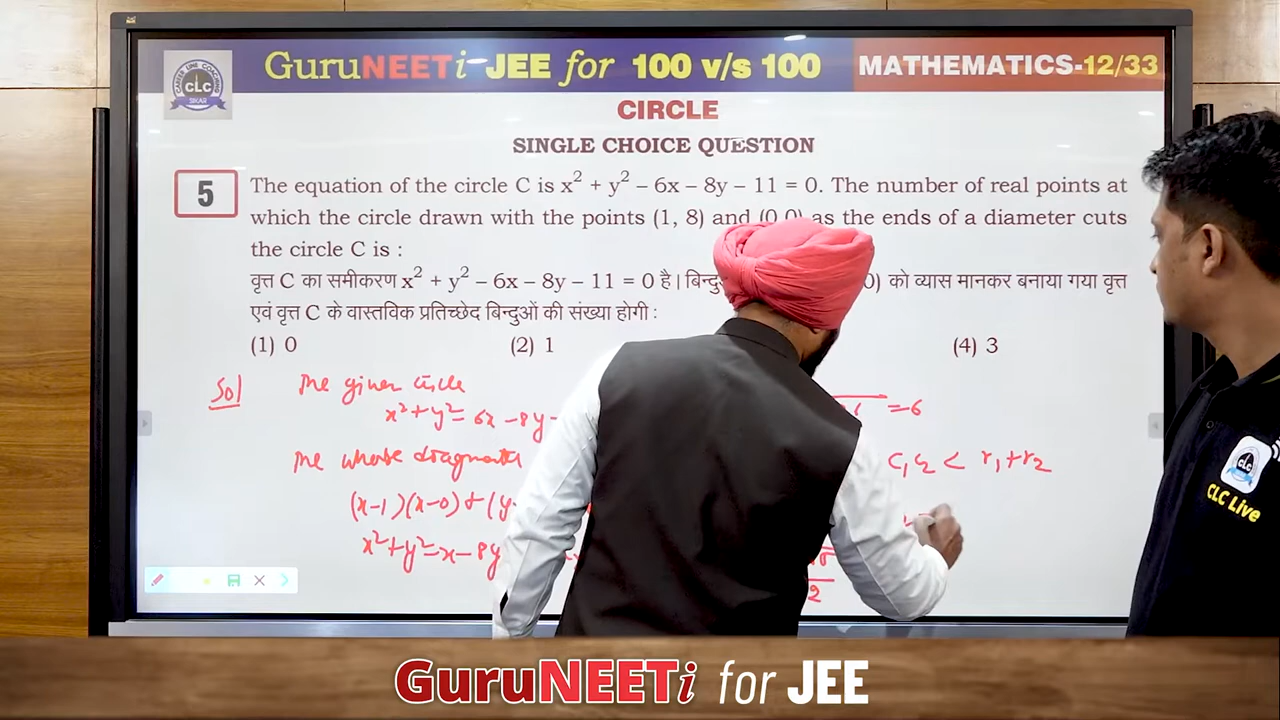 GuruNEETi JEE for 100 v/s 100
MATHEMATICS-12/33
CLC
SIKAR
CIRCLE
SINGLE CHOICE QUESTION
5
The equation of the circle C is x² + y² – 6x – 8y – 11 = 0. The number of real points at
which the circle drawn with the points (1, 8) and (0,0) as the ends of a diameter cuts
the circle C is :
वृत्त C का समीकरण x² + y² – 6x – 8y – 11 = 0 है। बिन्दु 0) को व्यास मानकर बनाया गया वृत्त
एवं वृत्त C के वास्तविक प्रतिच्छेद बिन्दुओं की संख्या होगी :
(1) 0 (2) 1 (4) 3
Sol The given circle
x²+y²= 6x -8y- =6
The whose C₁C₂ < r₁+r₂
(x-1)(x-0)+(y-
x²+y²=x-8y
2
CLC Live
GuruNEETi for JEE